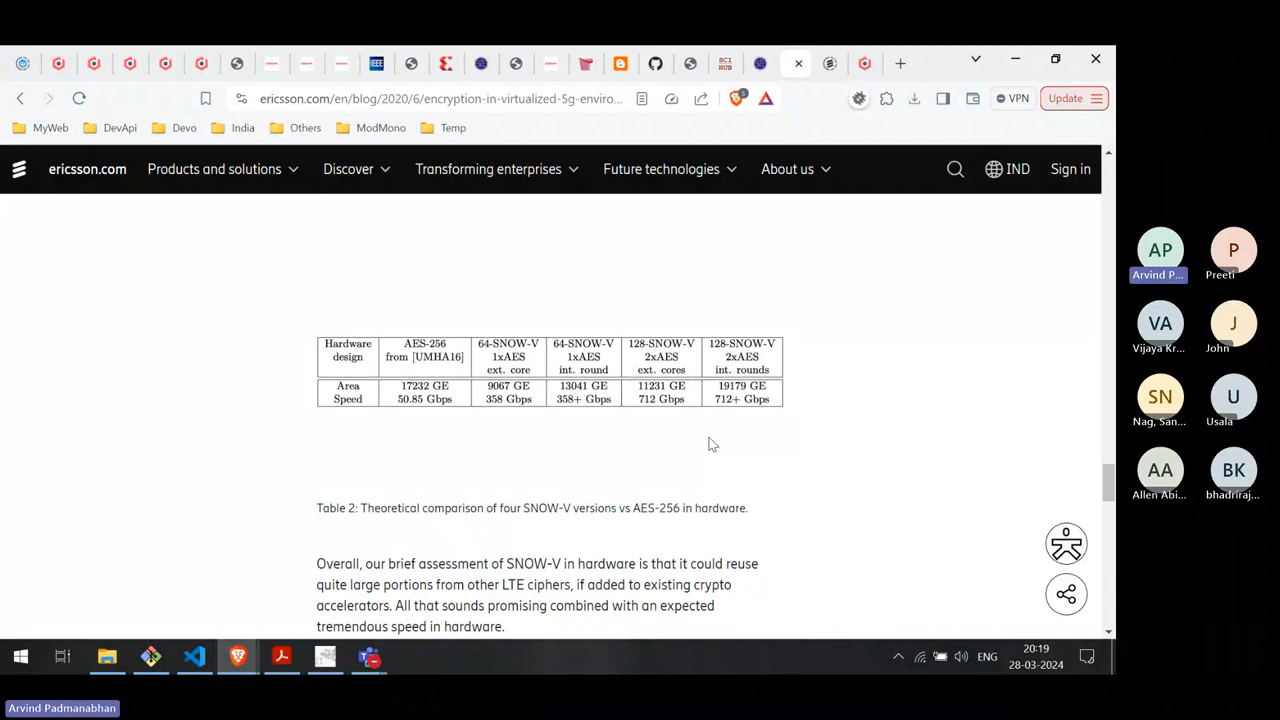 SCI
HUB
ericsson.com/en/blog/2020/6/encryption-in-virtualized-5g-enviro...
5
VPN
Update
MyWeb
DevApi
Devo
India
Others
ModMono
Temp
ericsson.com
Products and solutions
Discover
Transforming enterprises
Future technologies
About us
IND
Sign in
Hardware design AES-256 from [UMHA16] 64-SNOW-V 1xAES ext. core 64-SNOW-V 1xAES int. round 128-SNOW-V 2xAES ext. cores 128-SNOW-V 2xAES int. rounds
Area 17232 GE 9067 GE 13041 GE 11231 GE 19179 GE
Speed 50.85 Gbps 358 Gbps 358+ Gbps 712 Gbps 712+ Gbps
Table 2: Theoretical comparison of four SNOW-V versions vs AES-256 in hardware.
Overall, our brief assessment of SNOW-V in hardware is that it could reuse
quite large portions from other LTE ciphers, if added to existing crypto
accelerators. All that sounds promising combined with an expected
tremendous speed in hardware.
0
AP
Arvind P...
P
Preeti
VA
Vijaya Kr...
J
John
SN
Nag, San...
U
Usala
AA
Allen Abi...
BK
bhadriraj...
ENG
20:19
28-03-2024
Arvind Padmanabhan